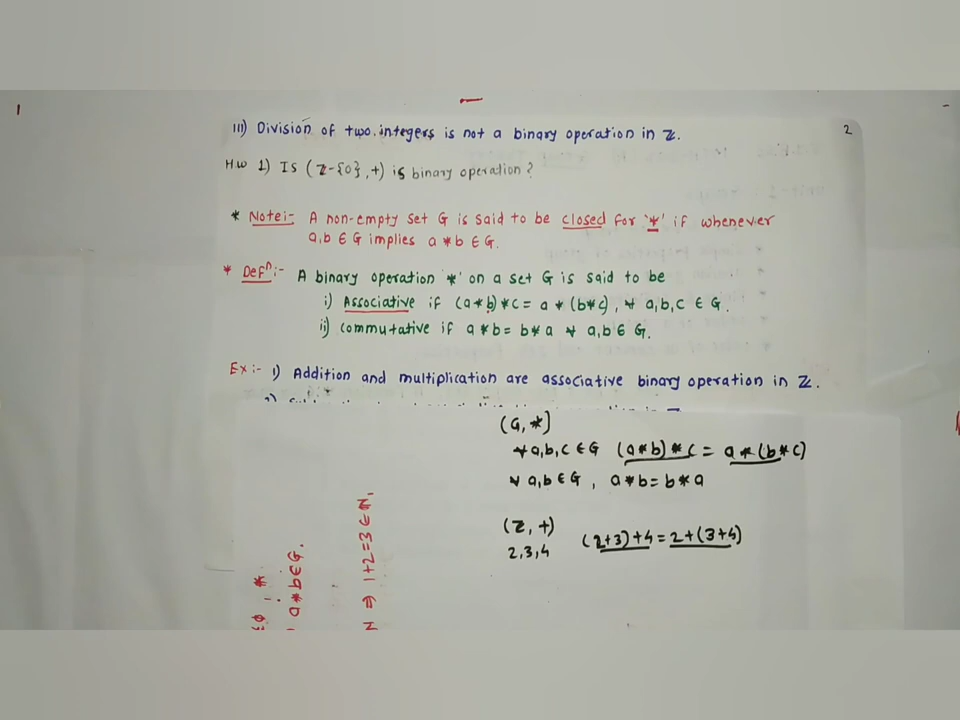 2
III) Division of two integers is not a binary operation in Z.
HW 1) Is (Z-{0}, +) is binary operation?
* Note:- A non-empty set G is said to be closed for '*' if whenever
a,b ∈ G implies a * b ∈ G.
* Defⁿ:- A binary operation '*' on a set G is said to be
i) Associative if (a*b)*c = a*(b*c), ∀ a,b,c ∈ G.
ii) commutative if a*b = b*a ∀ a,b ∈ G.
Ex:- 1) Addition and multiplication are associative binary operation in Z.
(G, *]
∀ a,b,c ∈ G (a*b)*c = a*(b*c)
∀ a,b ∈ G, a*b = b*a
(Z, +)
2,3,4 (2+3)+4 = 2+(3+4)
a*b ∈ G.
N ⇒ 1+2=3 ∈ N.